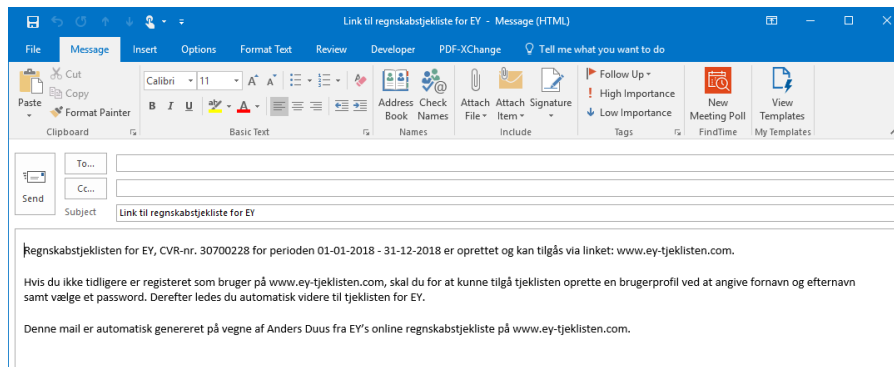 Link til regnskabstjekliste for EY - Message (HTML)
File Message Insert Options Format Text Review Developer PDF-XChange Tell me what you want to do
Paste
Cut
Copy
Format Painter
Clipboard
Calibri 11
B I U
Basic Text
Address Book
Check Names
Names
Attach File
Attach Item
Signature
Include
Follow Up
High Importance
Low Importance
Tags
New Meeting Poll
FindTime
View Templates
My Templates
Send
To...
Cc...
Subject Link til regnskabstjekliste for EY
Regnskabstjeklisten for EY, CVR-nr. 30700228 for perioden 01-01-2018 - 31-12-2018 er oprettet og kan tilgås via linket: www.ey-tjeklisten.com.
Hvis du ikke tidligere er registeret som bruger på www.ey-tjeklisten.com, skal du for at kunne tilgå tjeklisten oprette en brugerprofil ved at angive fornavn og efternavn
samt vælge et password. Derefter ledes du automatisk videre til tjeklisten for EY.
Denne mail er automatisk genereret på vegne af Anders Duus fra EY's online regnskabstjekliste på www.ey-tjeklisten.com.